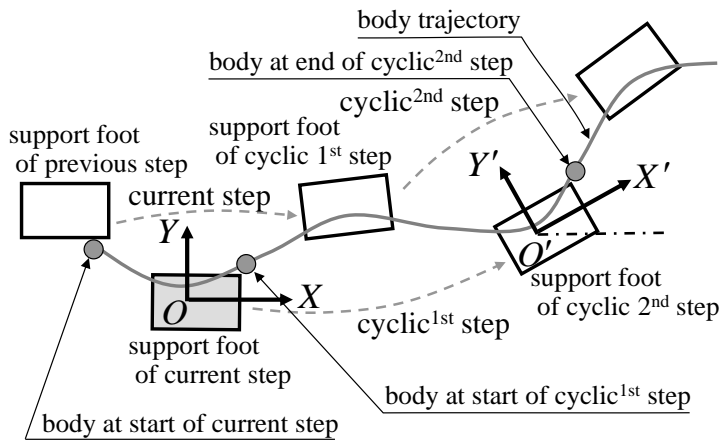 body trajectory
body at end of cyclic2nd step
cyclic2nd step
support foot
of previous step
support foot
of cyclic 1st step
current step
Y
Y′
X′
O
X
O′
support foot
of cyclic 2nd step
cyclic1st step
support foot
of current step
body at start of cyclic1st step
body at start of current step